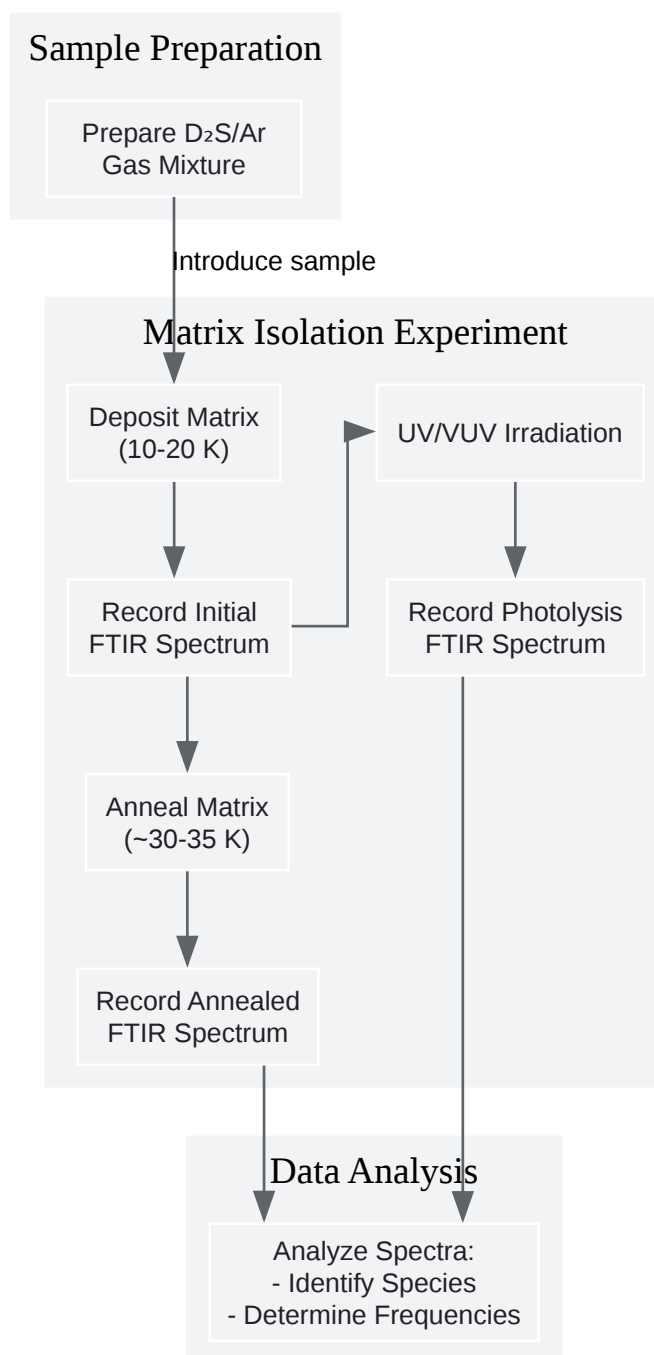 Sample Preparation
Prepare D₂S/Ar
Gas Mixture
Introduce sample
Matrix Isolation Experiment
Deposit Matrix
(10-20 K)
UV/VUV Irradiation
Record Initial
FTIR Spectrum
Record Photolysis
FTIR Spectrum
Anneal Matrix
(~30-35 K)
Record Annealed
FTIR Spectrum
Data Analysis
Analyze Spectra:
- Identify Species
- Determine Frequencies